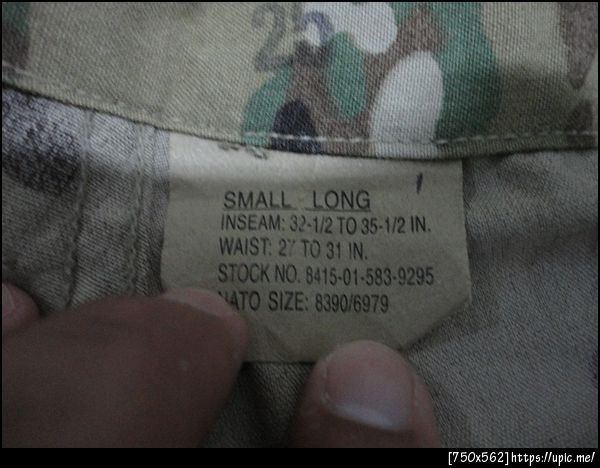 SMALL LONG
INSEAM: 32-1/2 TO 35-1/2 IN.
WAIST: 27 TO 31 IN.
STOCK NO. 8415-01-583-9295
NATO SIZE: 8390/6979
[750x562]https://upic.me/